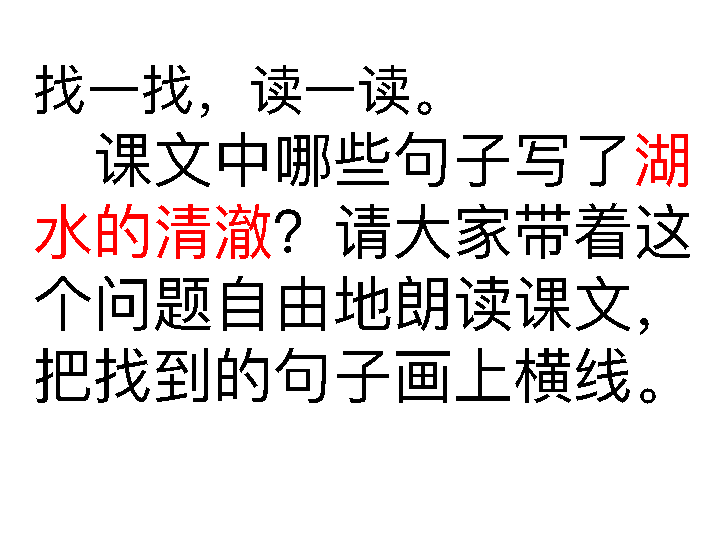 找一找，读一读。
课文中哪些句子写了湖
水的清澈？请大家带着这
个问题自由地朗读课文，
把找到的句子画上横线。